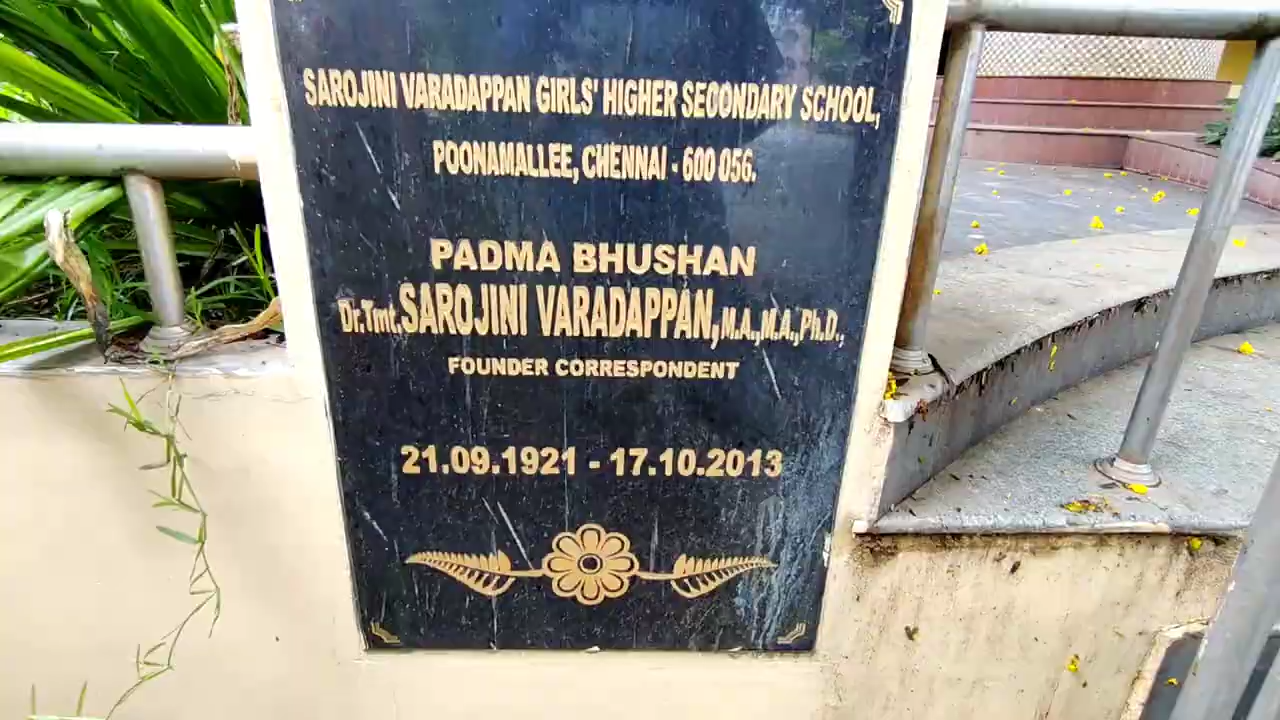 SAROJINI VARADAPPAN GIRLS' HIGHER SECONDARY SCHOOL,
POONAMALLEE, CHENNAI - 600 056.
PADMA BHUSHAN
Dr.Tmt.SAROJINI VARADAPPAN,M.A.,M.A.,Ph.D.,
FOUNDER CORRESPONDENT
21.09.1921 - 17.10.2013